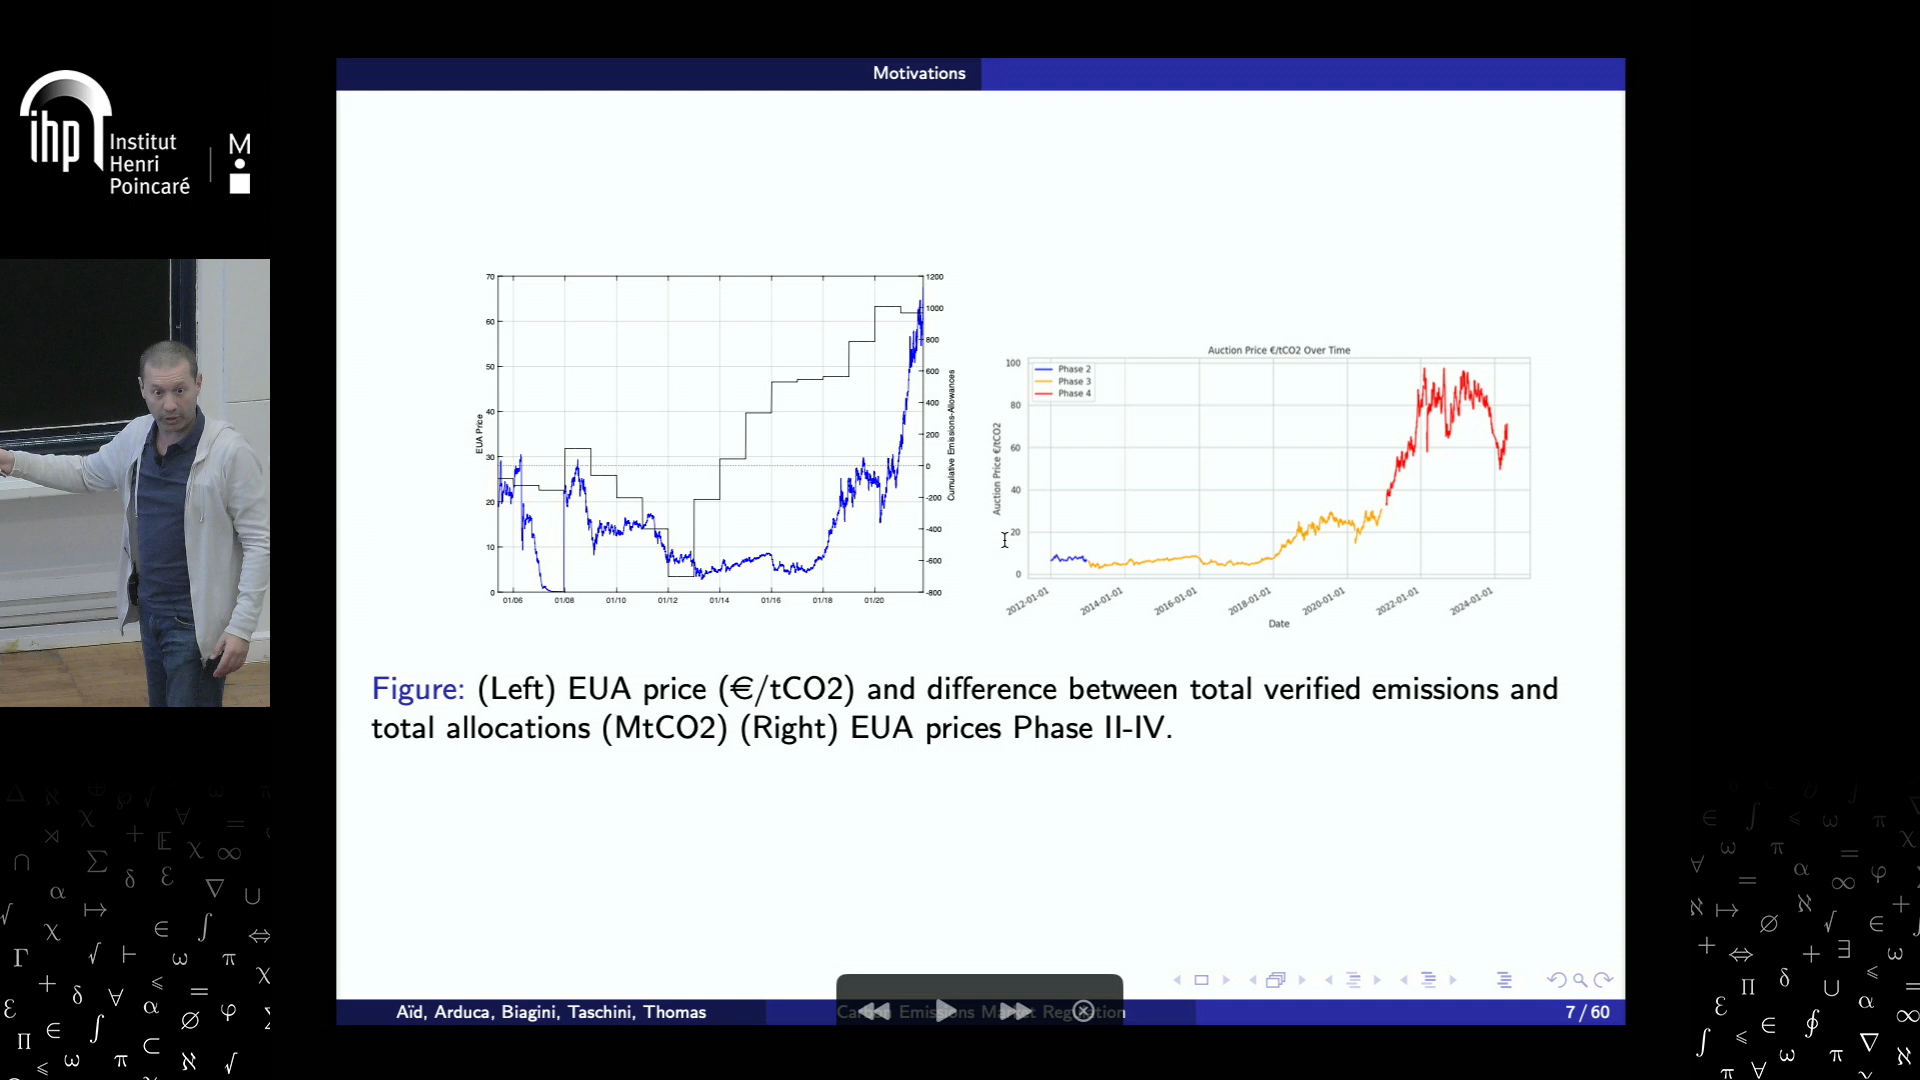 ihp
Institut
Henri
Poincaré
M
Motivations
70
60
50
40
30
20
10
0
EUA Price
1200
1000
800
600
400
200
0
-200
-400
-600
-800
Cumulative Emissions-Allowances
01/06 01/08 01/10 01/12 01/14 01/16 01/18 01/20
Auction Price €/tCO2 Over Time
Phase 2
Phase 3
Phase 4
100
80
60
40
20
0
Auction Price €/tCO2
2012-01-01 2014-01-01 2016-01-01 2018-01-01 2020-01-01 2022-01-01 2024-01-01
Date
Figure: (Left) EUA price (€/tCO2) and difference between total verified emissions and
total allocations (MtCO2) (Right) EUA prices Phase II-IV.
Aïd, Arduca, Biagini, Taschini, Thomas
Emissions
7 / 60